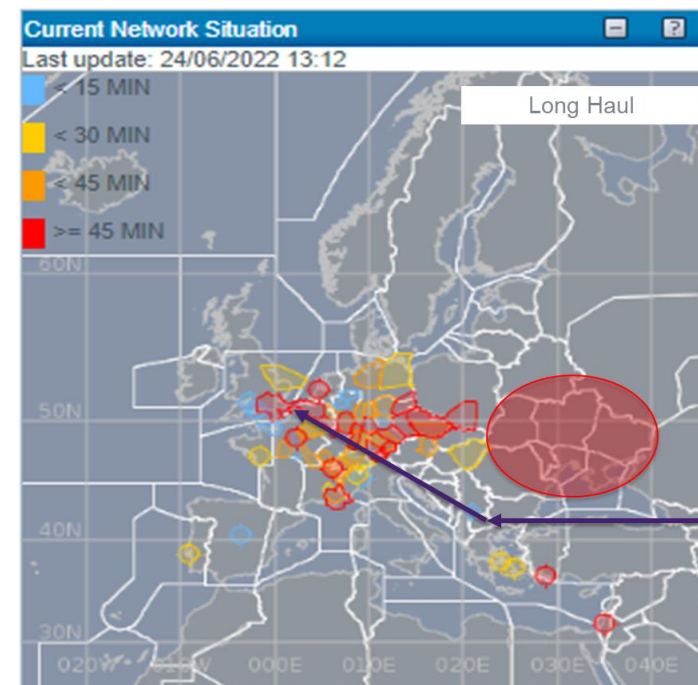 Current Network Situation
?
Last update: 24/06/2022 13:12
< 15 MIN
Long Haul
< 30 MIN
< 45 MIN
>= 45 MIN
60N
50N
40N
30N
020W 010W 000E 010E 020E 030E 040E